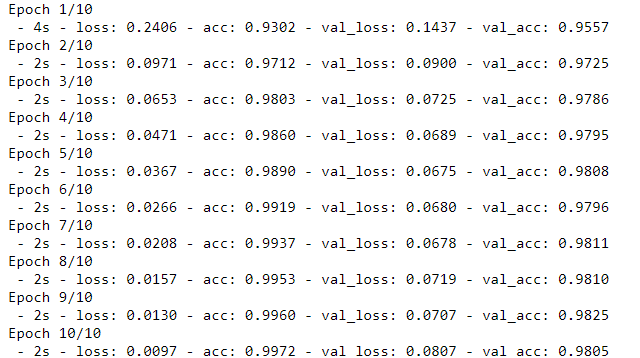 Epoch 1/10
- 4s - loss: 0.2406 - acc: 0.9302 - val_loss: 0.1437 - val_acc: 0.9557
Epoch 2/10
- 2s - loss: 0.0971 - acc: 0.9712 - val_loss: 0.0900 - val_acc: 0.9725
Epoch 3/10
- 2s - loss: 0.0653 - acc: 0.9803 - val_loss: 0.0725 - val_acc: 0.9786
Epoch 4/10
- 2s - loss: 0.0471 - acc: 0.9860 - val_loss: 0.0689 - val_acc: 0.9795
Epoch 5/10
- 2s - loss: 0.0367 - acc: 0.9890 - val_loss: 0.0675 - val_acc: 0.9808
Epoch 6/10
- 2s - loss: 0.0266 - acc: 0.9919 - val_loss: 0.0680 - val_acc: 0.9796
Epoch 7/10
- 2s - loss: 0.0208 - acc: 0.9937 - val_loss: 0.0678 - val_acc: 0.9811
Epoch 8/10
- 2s - loss: 0.0157 - acc: 0.9953 - val_loss: 0.0719 - val_acc: 0.9810
Epoch 9/10
- 2s - loss: 0.0130 - acc: 0.9960 - val_loss: 0.0707 - val_acc: 0.9825
Epoch 10/10
- 2s - loss: 0.0097 - acc: 0.9972 - val_loss: 0.0807 - val_acc: 0.9805